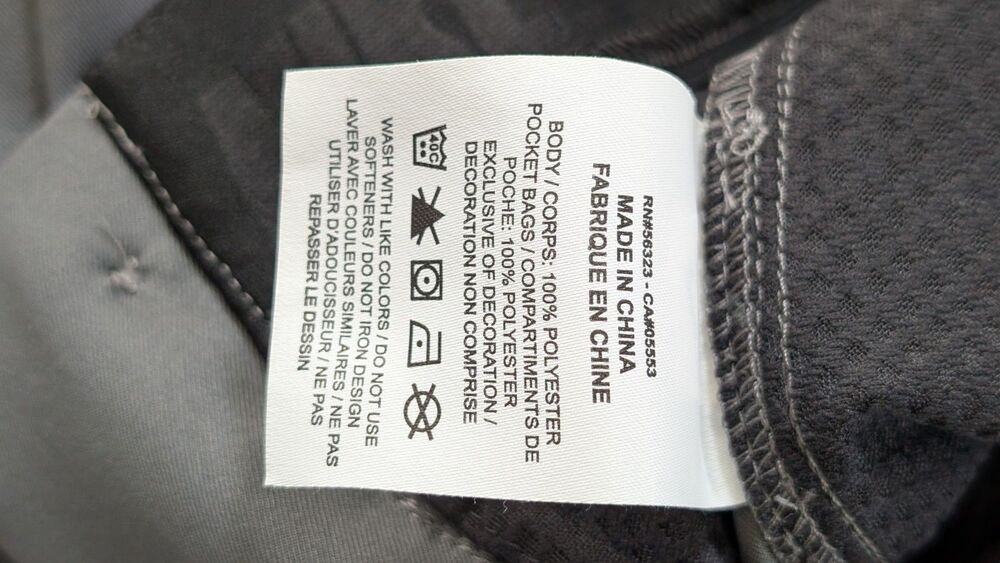 RN#56323 - CA#05553
MADE IN CHINA
FABRIQUE EN CHINE
BODY / CORPS: 100% POLYESTER
POCKET BAGS / COMPARTIMENTS DE
POCHE: 100% POLYESTER
EXCLUSIVE OF DECORATION /
DECORATION NON COMPRISE
40C
WASH WITH LIKE COLORS / DO NOT USE
SOFTENERS / DO NOT IRON DESIGN
LAVER AVEC COULEURS SIMILAIRES / NE PAS
UTILISER D'ADOUCISSEUR / NE PAS
REPASSER LE DESSIN